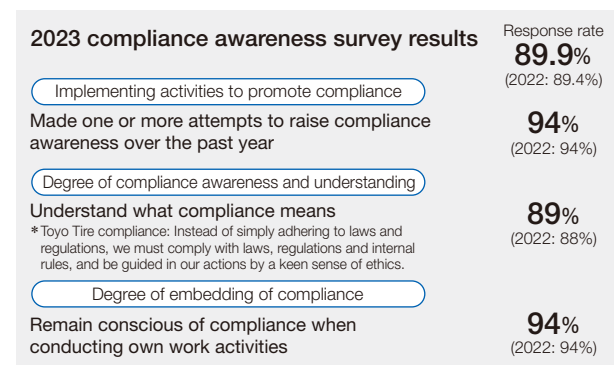 2023 compliance awareness survey results
Response rate
89.9%
(2022: 89.4%)
Implementing activities to promote compliance
Made one or more attempts to raise compliance
awareness over the past year
94%
(2022: 94%)
Degree of compliance awareness and understanding
Understand what compliance means
* Toyo Tire compliance: Instead of simply adhering to laws and
regulations, we must comply with laws, regulations and internal
rules, and be guided in our actions by a keen sense of ethics.
89%
(2022: 88%)
Degree of embedding of compliance
Remain conscious of compliance when
conducting own work activities
94%
(2022: 94%)